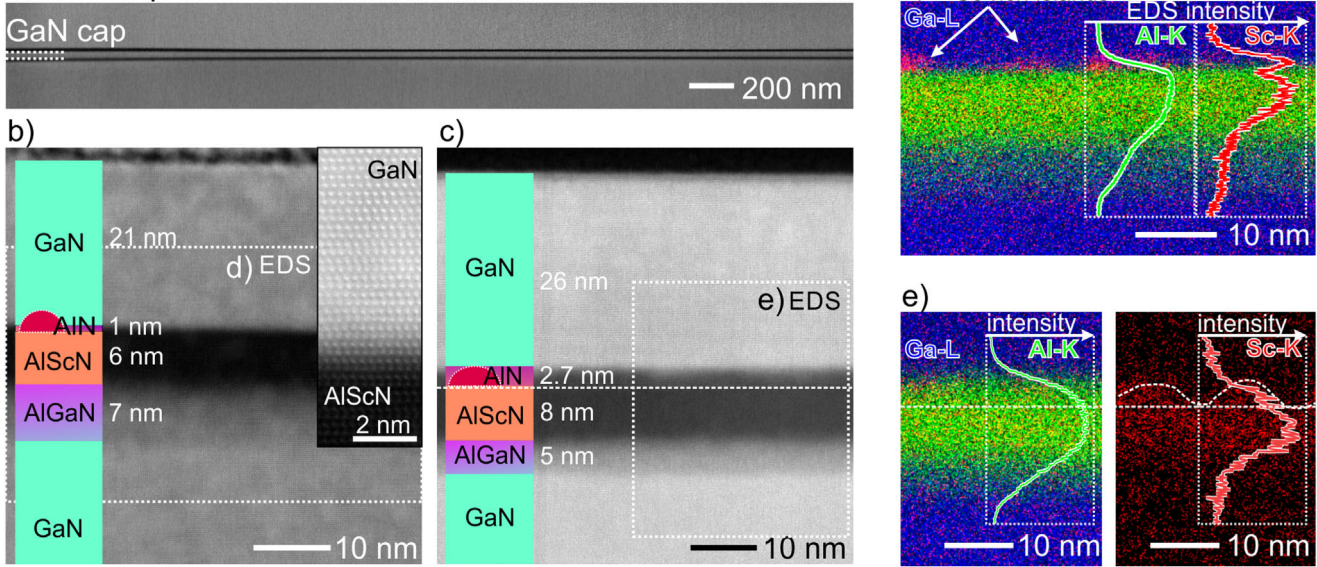 GaN cap
200 nm
b)
GaN
21 nm
d) EDS
AlN
1 nm
AlScN
6 nm
AlGaN
7 nm
GaN
10 nm
GaN
AlScN
2 nm
c)
GaN
26 nm
e) EDS
AlN
2.7 nm
AlScN
8 nm
AlGaN
5 nm
GaN
10 nm
Ga-L
EDS intensity
Al-K
Sc-K
10 nm
e)
Ga-L
intensity
Al-K
10 nm
intensity
Sc-K
10 nm